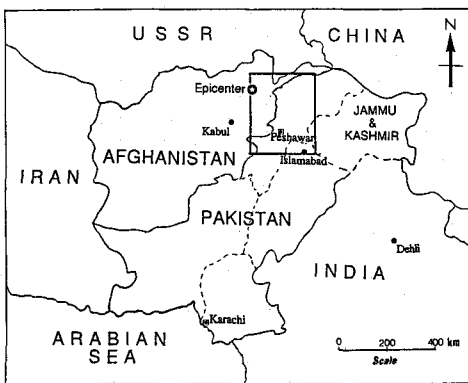 USSR
CHINA
N
Epicenter
JAMMU
&
KASHMIR
Kabul
Peshawar
AFGHANISTAN
Islamabad
IRAN
PAKISTAN
Dehli
INDIA
Karachi
ARABIAN
SEA
0 200 400 km
Scale